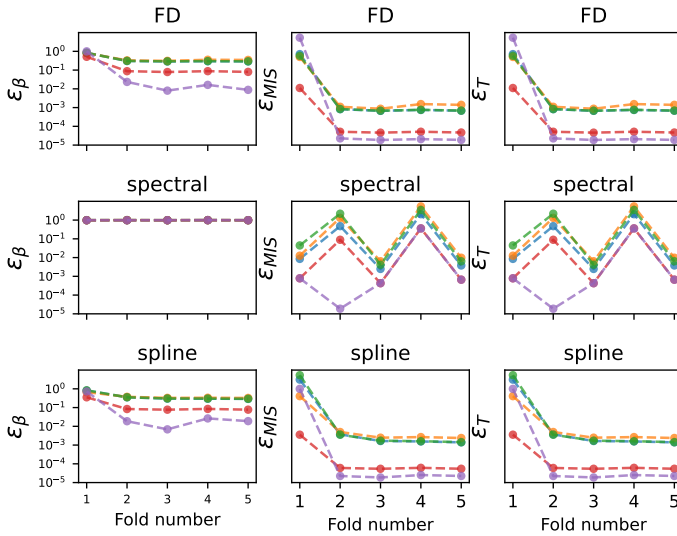 FD FD FD
ε_β 10^0 10^-1 10^-2 10^-3 10^-4 10^-5
ε_MIS
ε_T
spectral spectral spectral
ε_β 10^0 10^-1 10^-2 10^-3 10^-4 10^-5
ε_MIS
ε_T
spline spline spline
ε_β 10^0 10^-1 10^-2 10^-3 10^-4 10^-5
ε_MIS
ε_T
1 2 3 4 5 1 2 3 4 5 1 2 3 4 5
Fold number Fold number Fold number